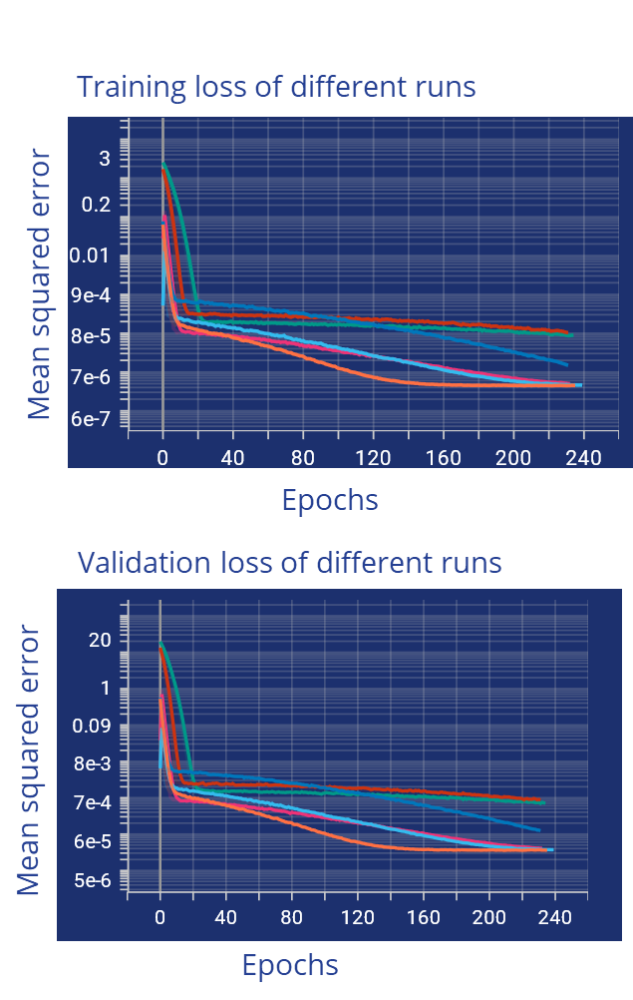 Training loss of different runs
Mean squared error
3
0.2
0.01
9e-4
8e-5
7e-6
6e-7
0 40 80 120 160 200 240
Epochs
Validation loss of different runs
Mean squared error
20
1
0.09
8e-3
7e-4
6e-5
5e-6
0 40 80 120 160 200 240
Epochs